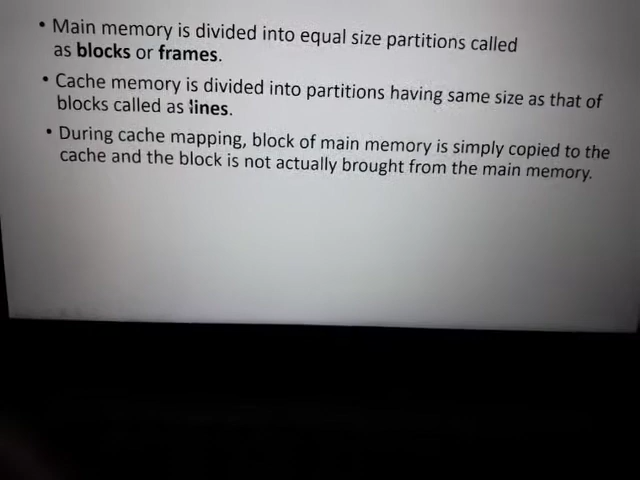 • Main memory is divided into equal size partitions called
as blocks or frames.
• Cache memory is divided into partitions having same size as that of
blocks called as lines.
• During cache mapping, block of main memory is simply copied to the
cache and the block is not actually brought from the main memory.